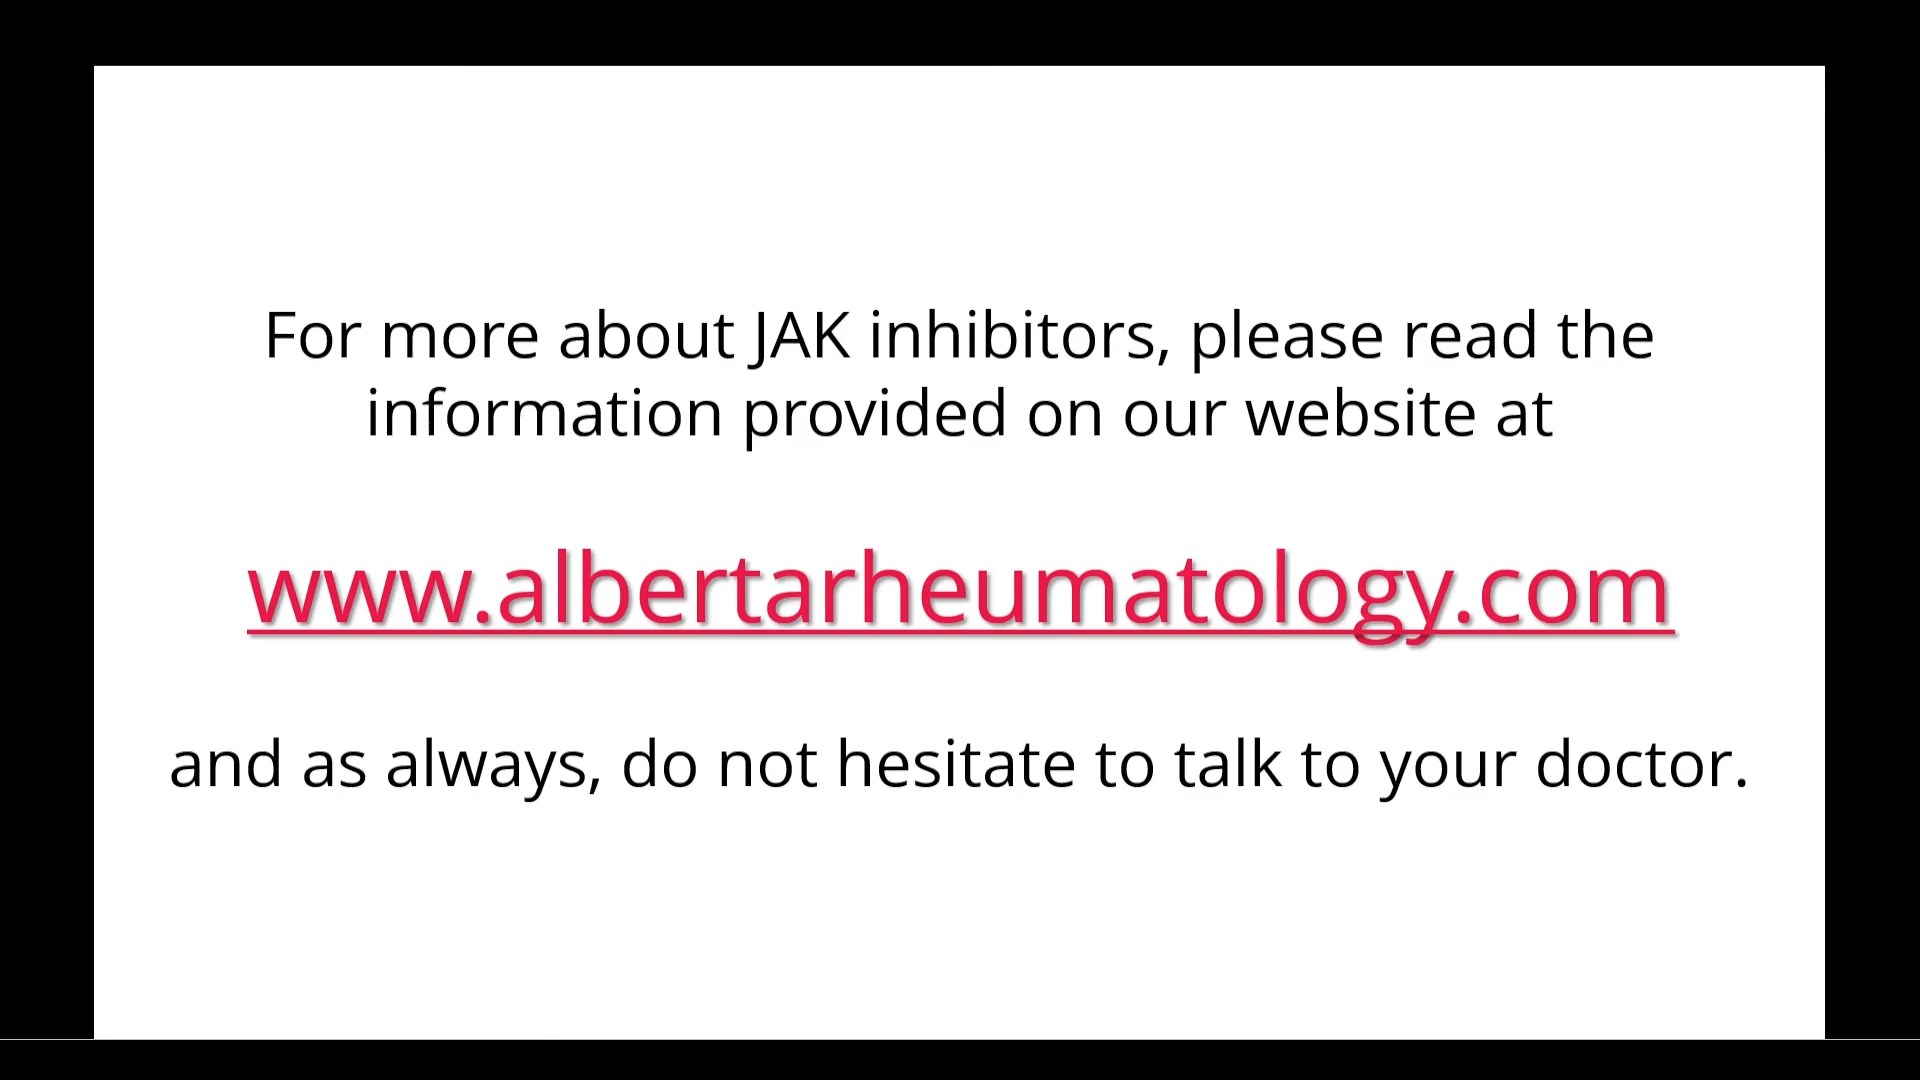 For more about JAK inhibitors, please read the
information provided on our website at
www.albertarheumatology.com
and as always, do not hesitate to talk to your doctor.